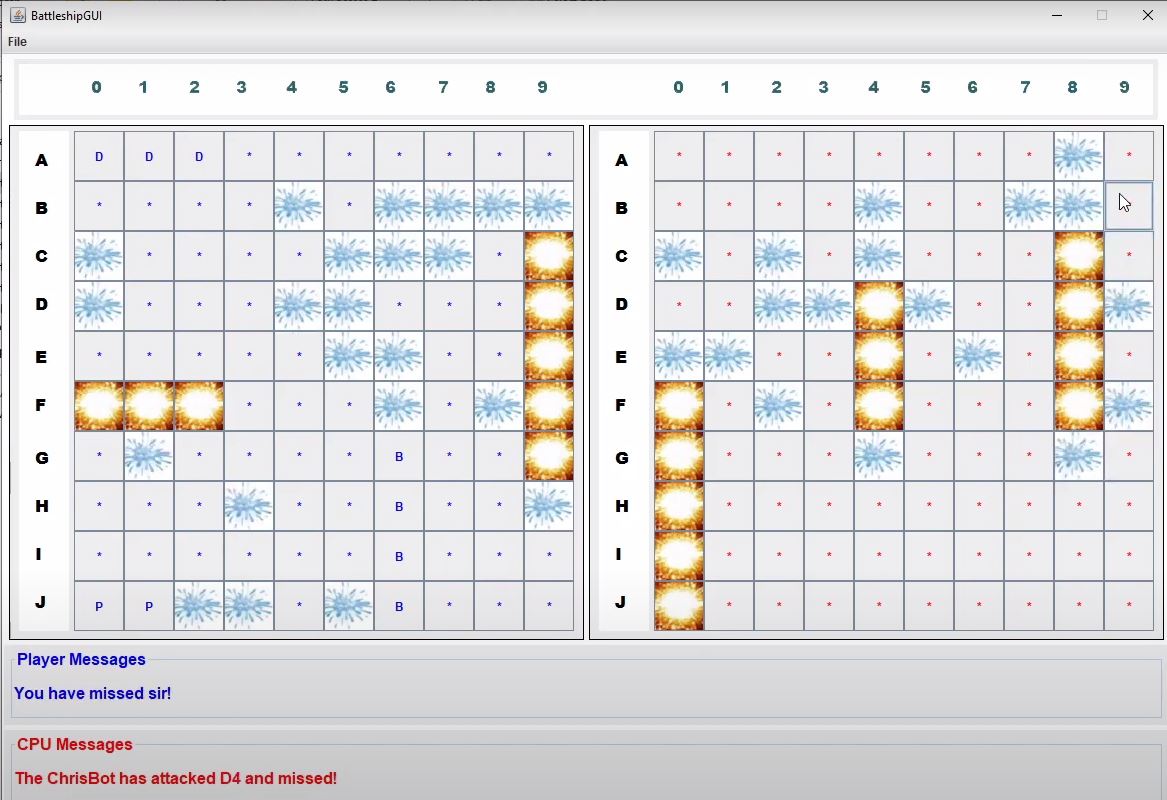 BattleshipGUI
File
0 1 2 3 4 5 6 7 8 9 0 1 2 3 4 5 6 7 8 9
A D D D * * * * * * * A * * * * * * * * *
B * * * * * B * * * * * *
C * * * * * C * * * * * *
D * * * * * * D * * * * *
E * * * * * * * E * * * * * *
F * * * * F * * * * * *
G * * * * * B * * G * * * * * * *
H * * * * * B * * H * * * * * * * * *
I * * * * * * B * * * I * * * * * * * * *
J P P * B * * * J * * * * * * * * *
Player Messages
You have missed sir!
CPU Messages
The ChrisBot has attacked D4 and missed!